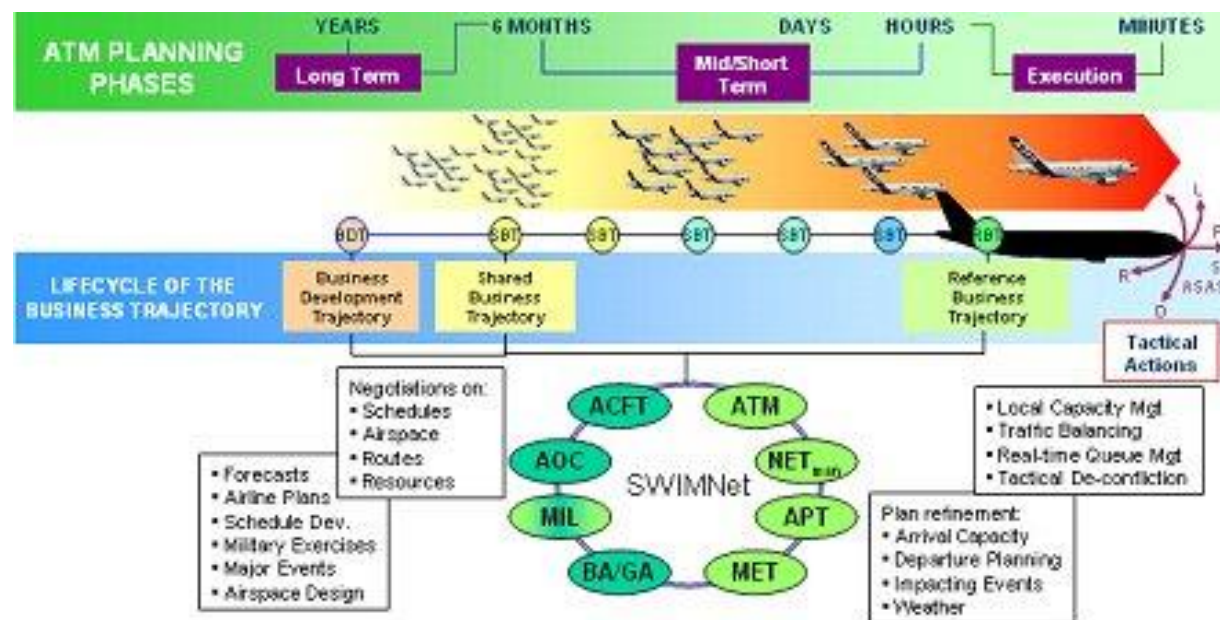 YEARS 6 MONTHS DAYS HOURS MINUTES
ATM PLANNING
PHASES
Long Term
Mid/Short
Term
Execution
L
BDT SBT SBT SBT SBT SBT RBT
R
ASAS
D
LIFECYCLE OF THE
BUSINESS TRAJECTORY
Business
Development
Trajectory
Shared
Business
Trajectory
Reference
Business
Trajectory
Tactical
Actions
Negotiations on:
▪ Schedules
▪ Airspace
▪ Routes
▪ Resources
▪ Forecasts
▪ Airline Plans
▪ Schedule Dev.
▪ Military Exercises
▪ Major Events
▪ Airspace Design
ACFT
ATM
AOC
NET man
SWIMNet
MIL
APT
BA/GA
MET
▪ Local Capacity Mgt
▪ Traffic Balancing
▪ Real-time Queue Mgt
▪ Tactical De-confliction
Plan refinement:
▪ Arrival Capacity
▪ Departure Planning
▪ Impacting Events
▪ Weather